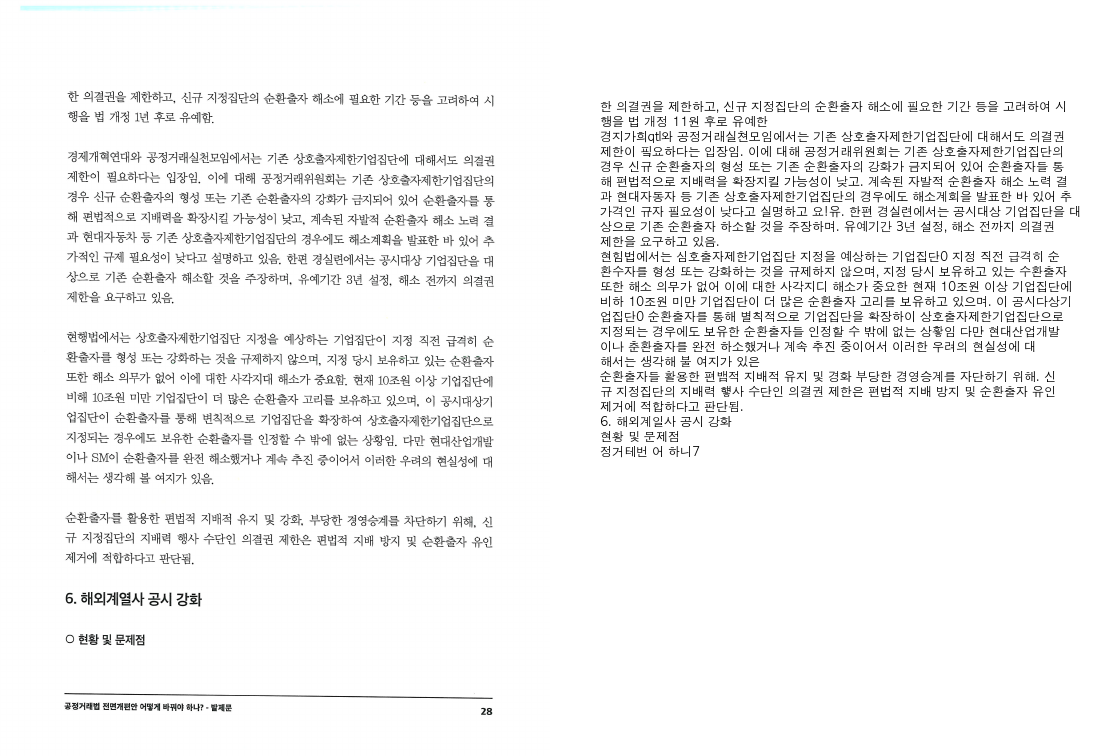 한 의결권을 제한하고, 신규 지정집단의 순환출자 해소에 필요한 기간 등을 고려하여 시
행을 법 개정 1년 후로 유예함.
경제개혁연대와 공정거래실천모임에서는 기존 상호출자제한기업집단에 대해서도 의결권
제한이 필요하다는 입장임. 이에 대해 공정거래위원회는 기존 상호출자제한기업집단의
경우 신규 순환출자의 형성 또는 기존 순환출자의 강화가 금지되어 있어 순환출자를 통
해 편법적으로 지배력을 확장시킬 가능성이 낮고, 계속된 자발적 순환출자 해소 노력 결
과 현대자동차 등 기존 상호출자제한기업집단의 경우에도 해소계획을 발표한 바 있어 추
가적인 규제 필요성이 낮다고 설명하고 있음. 한편 경실련에서는 공시대상 기업집단을 대
상으로 기존 순환출자 해소할 것을 주장하며, 유예기간 3년 설정, 해소 전까지 의결권
제한을 요구하고 있음.
현행법에서는 상호출자제한기업집단 지정을 예상하는 기업집단이 지정 직전 급격히 순
환출자를 형성 또는 강화하는 것을 규제하지 않으며, 지정 당시 보유하고 있는 순환출자
또한 해소 의무가 없어 이에 대한 사각지대 해소가 중요함. 현재 10조원 이상 기업집단에
비해 10조원 미만 기업집단이 더 많은 순환출자 고리를 보유하고 있으며, 이 공시대상기
업집단이 순환출자를 통해 변칙적으로 기업집단을 확장하여 상호출자제한기업집단으로
지정되는 경우에도 보유한 순환출자를 인정할 수 밖에 없는 상황임. 다만 현대산업개발
이나 SM이 순환출자를 완전 해소했거나 계속 추진 중이어서 이러한 우려의 현실성에 대
해서는 생각해 볼 여지가 있음.
순환출자를 활용한 편법적 지배적 유지 및 강화, 부당한 경영승계를 차단하기 위해, 신
규 지정집단의 지배력 행사 수단인 의결권 제한은 편법적 지배 방지 및 순환출자 유인
제거에 적합하다고 판단됨.
6. 해외계열사 공시 강화
○ 현황 및 문제점
공정거래법 전면개편안 어떻게 바꿔야 하나? - 발제문
28
한 의결권을 제한하고, 신규 지정집단의 순환출자 해소에 필요한 기간 등을 고려하여 시
행을 법 개정 11원 후로 유예한
경지가희qtl와 공정거래실쳔모임에서는 기존 상호출자제한기업집단에 대해서도 의결권
제한이 픽요하다는 입장임. 이에 대해 공정거래위원회는 기존 상호출자제한기업집단의
경우 신규 순환출자의 형성 또는 기존 순환출자의 강화가 금지되어 있어 순환출자들 통
해 편법적으로 지배력을 확장지킬 가능성이 낮고. 계속된 자발적 순환출자 해소 노력 결
과 현대자동자 등 기존 상호출자제한기업집단의 경우에도 해소계회을 발표한 바 있어 추
가격인 규자 필요성이 낮다고 실명하고 요!유. 한편 경실련에서는 공시대상 기업집단을 대
상으로 기존 순환출자 하소할 것을 주장하며. 유예기간 3년 설정, 해소 전까지 의결권
제한을 요구하고 있음.
현험법에서는 심호출자제한기업집단 지정을 예상하는 기업집단0 지정 직전 급격히 순
환수자를 형성 또는 강화하는 것을 규제하지 않으며, 지정 당시 보유하고 있는 수환출자
또한 해소 의무가 없어 이에 대한 사각지디 해소가 중요한 현재 10조원 이상 기업집단에
비하 10조원 미만 기업집단이 더 많은 순환출자 고리를 보유하고 있으며. 이 공시다상기
업집단0 순환출자를 통해 별칙적으로 기업집단을 확장하이 상호출자제한기업집단으로
지정되는 경우에도 보유한 순환출자들 인정할 수 밖에 없는 상황임 다만 현대산업개발
이나 춘환출자를 완전 하소했거나 계속 추진 중이어서 이러한 우려의 현실성에 대
해서는 생각해 볼 여지가 있은
순환출자들 활용한 편뱀적 지배적 유지 및 경화 부당한 경영승계를 자단하기 위해. 신
규 지정집단의 지배력 행사 수단인 의결권 제한은 편법적 지배 방지 및 순환출자 유인
제거에 적합하다고 판단됨.
6. 해외계일사 공시 강화
현황 및 문제점
정거테번 어 하니7